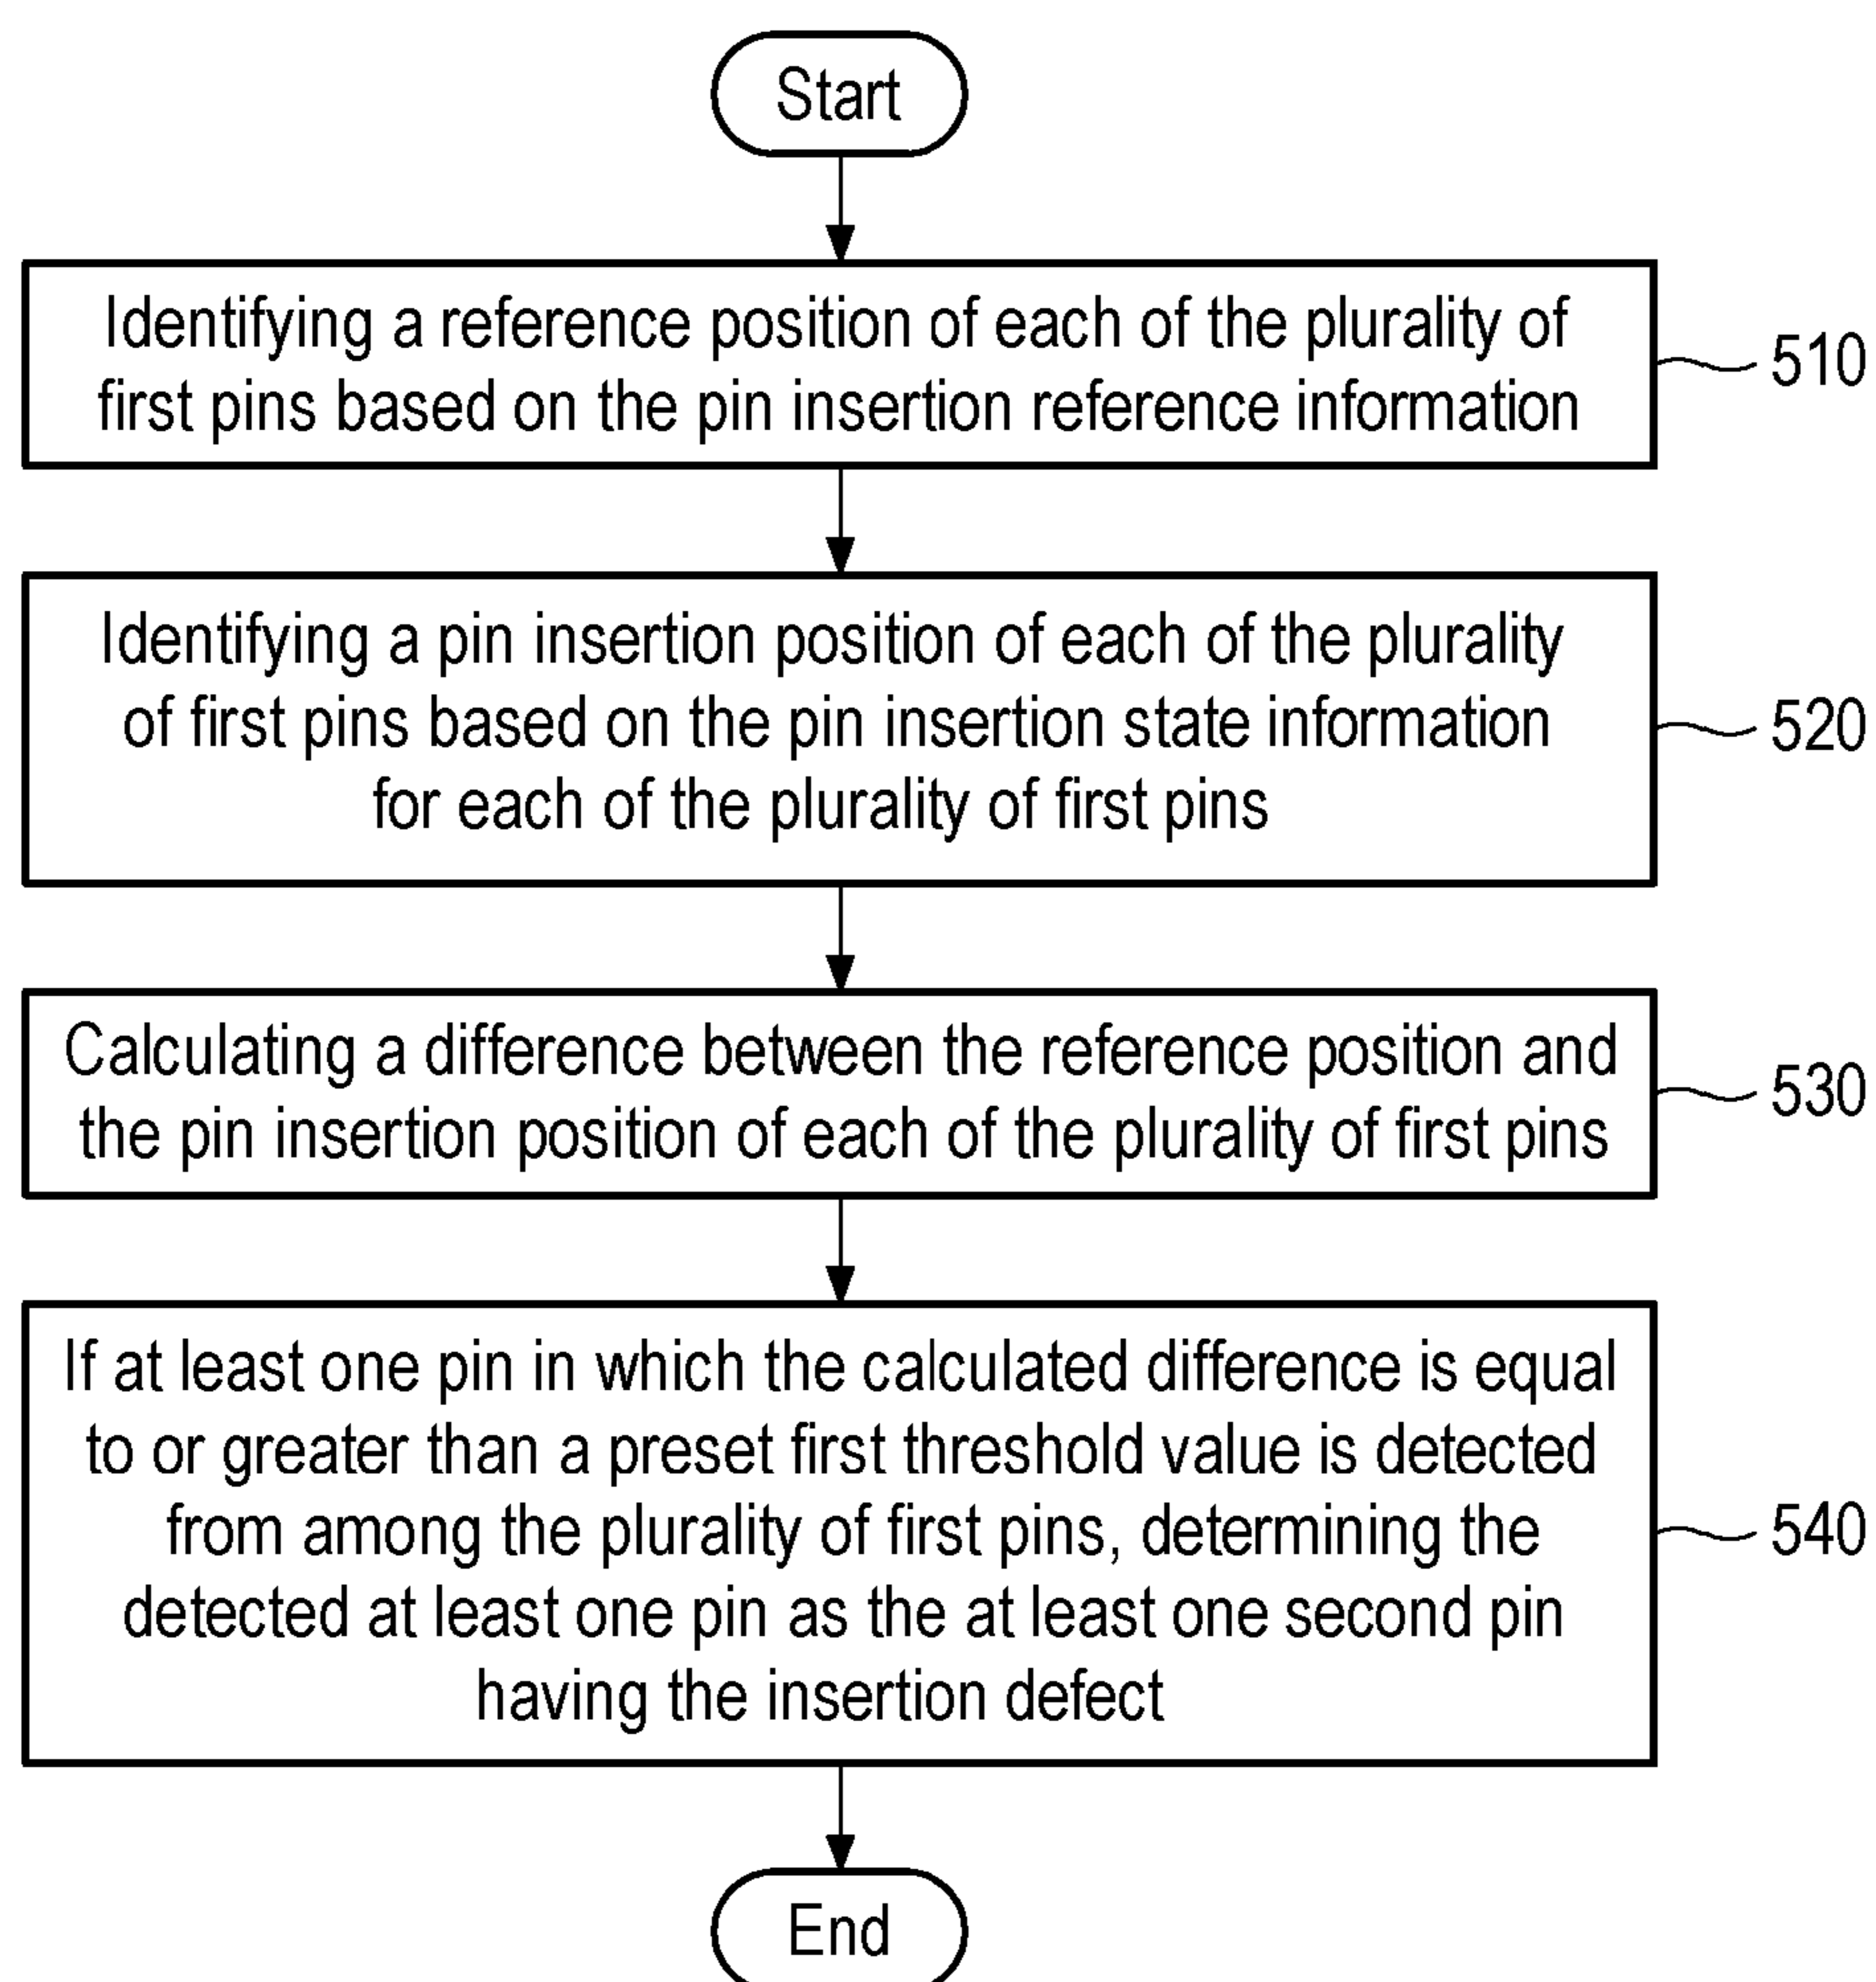 Start
Identifying a reference position of each of the plurality of
first pins based on the pin insertion reference information
510
Identifying a pin insertion position of each of the plurality
of first pins based on the pin insertion state information
for each of the plurality of first pins
520
Calculating a difference between the reference position and
the pin insertion position of each of the plurality of first pins
530
If at least one pin in which the calculated difference is equal
to or greater than a preset first threshold value is detected
from among the plurality of first pins, determining the
detected at least one pin as the at least one second pin
having the insertion defect
540
End